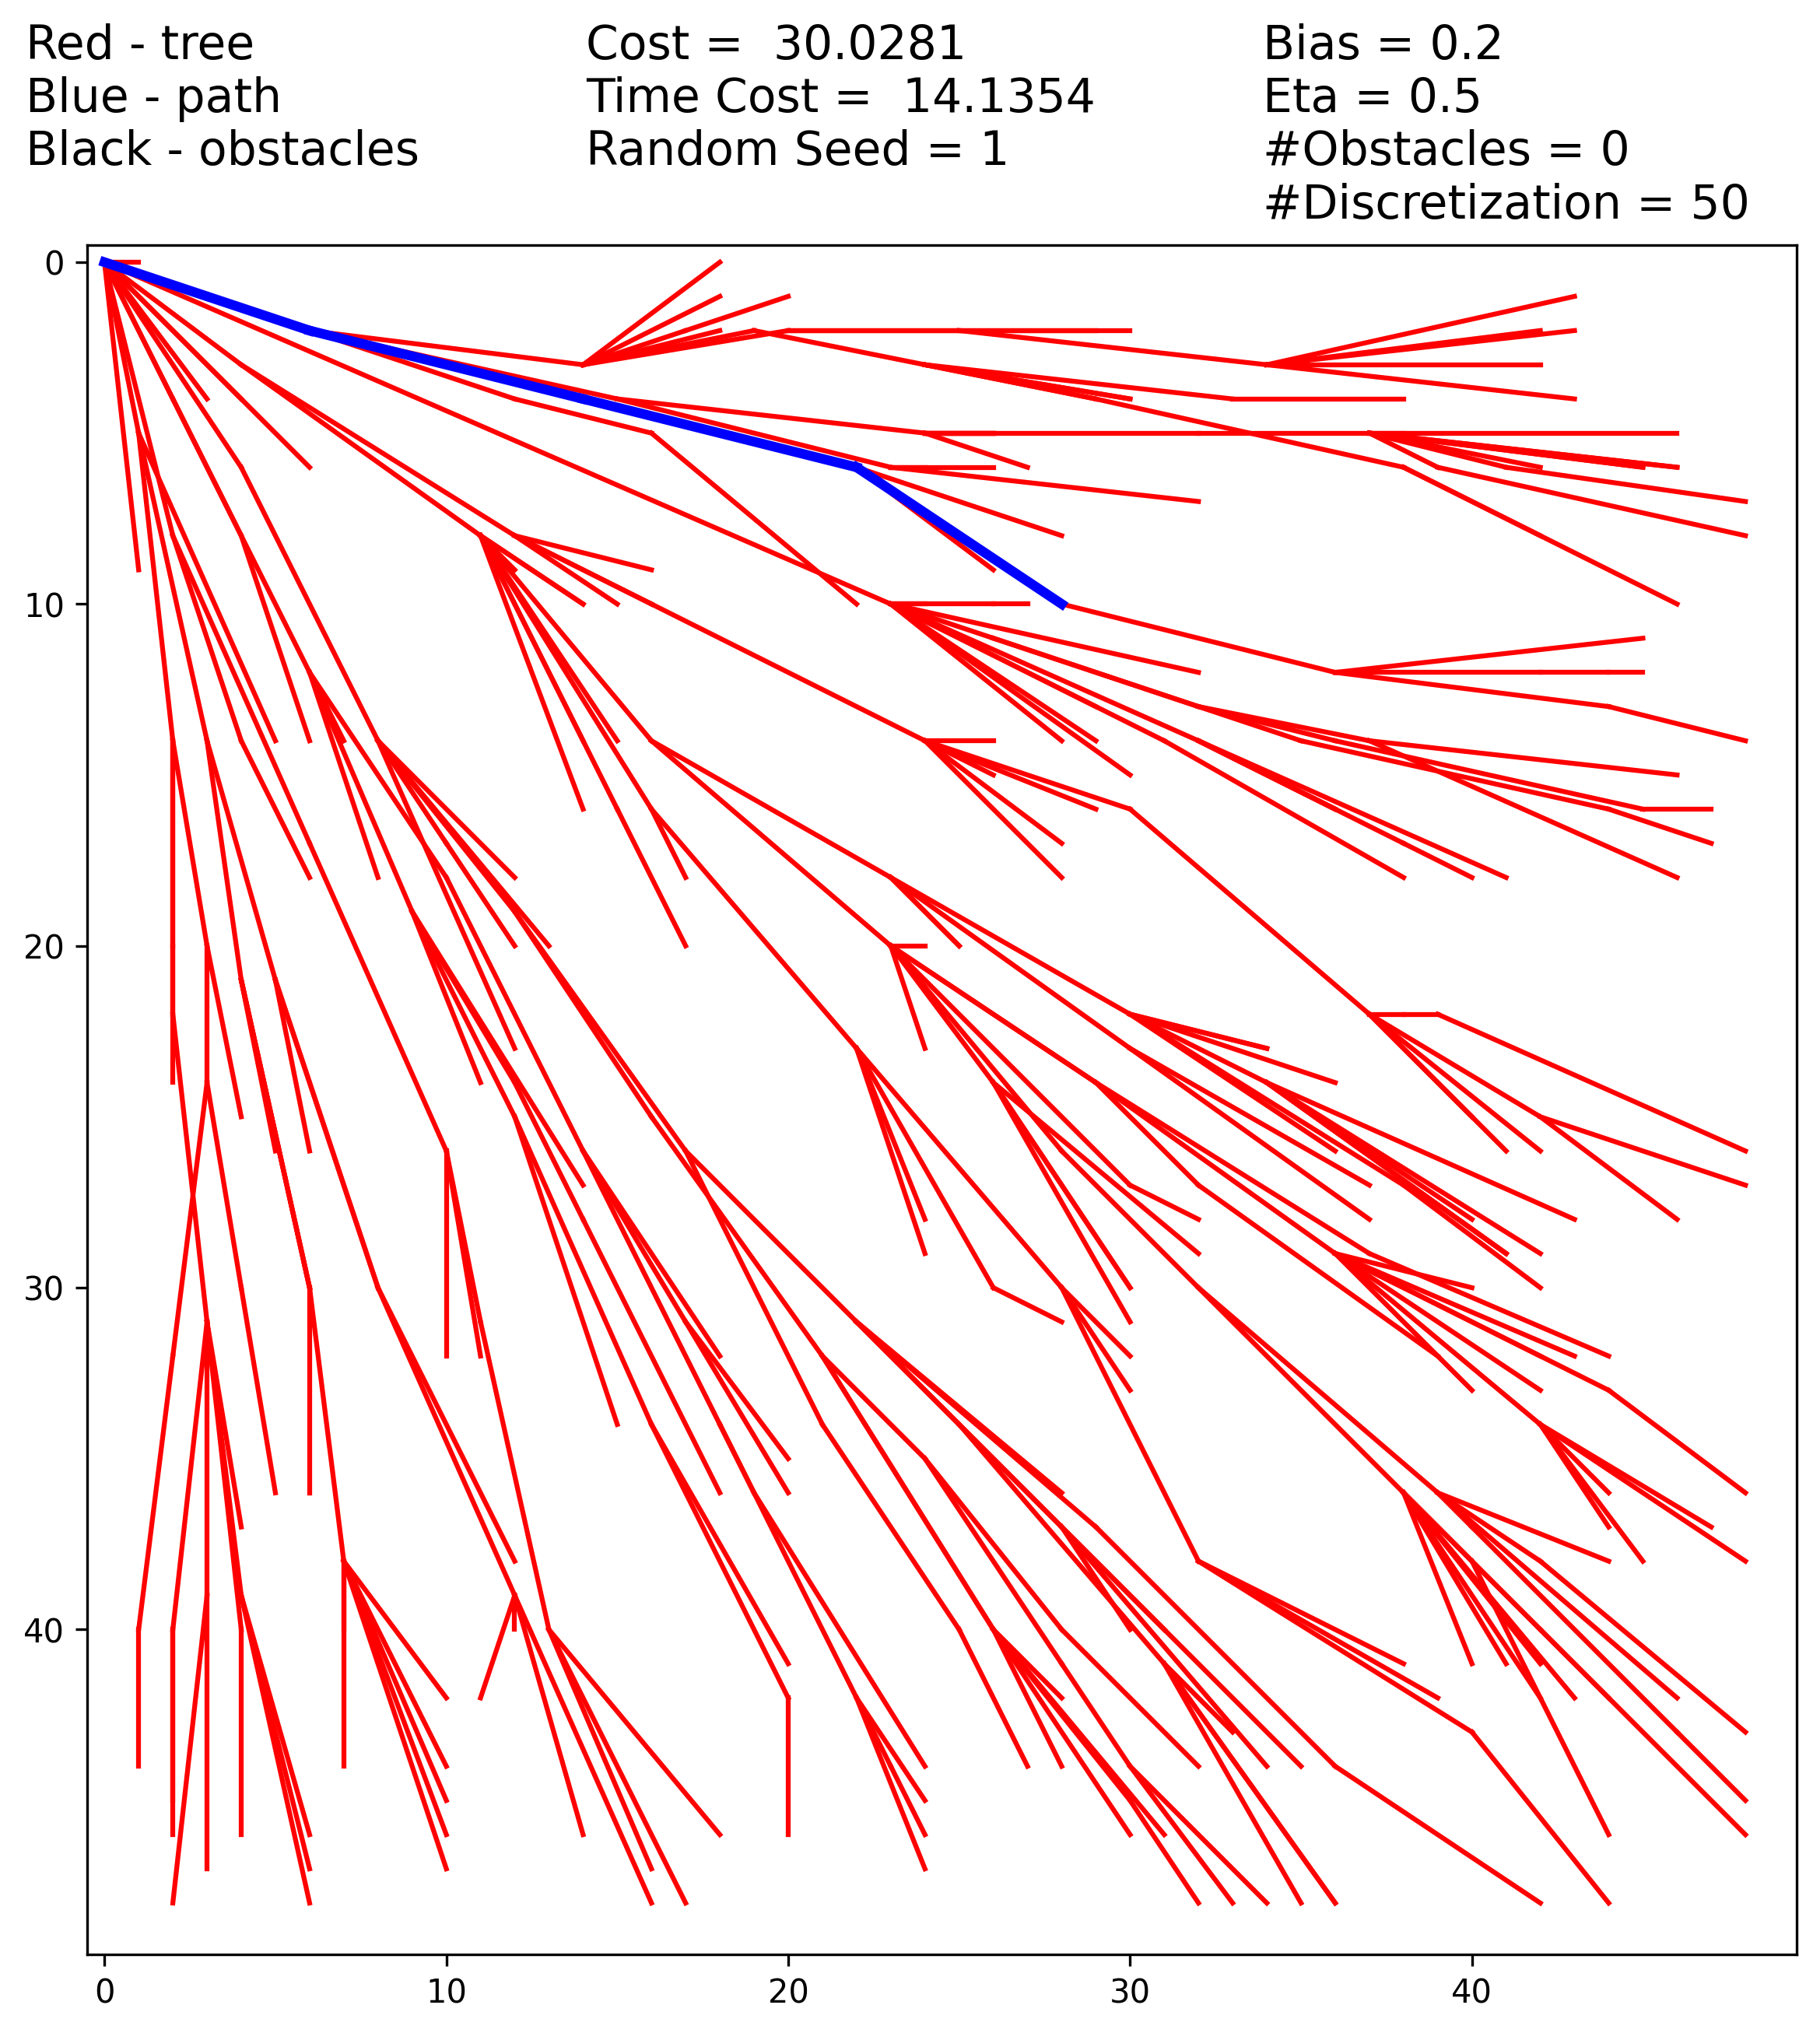 Red - tree
Blue - path
Black - obstacles
Cost =  30.0281
Time Cost =  14.1354
Random Seed = 1
Bias = 0.2
Eta = 0.5
#Obstacles = 0
#Discretization = 50
0
10
20
30
40
0
10
20
30
40